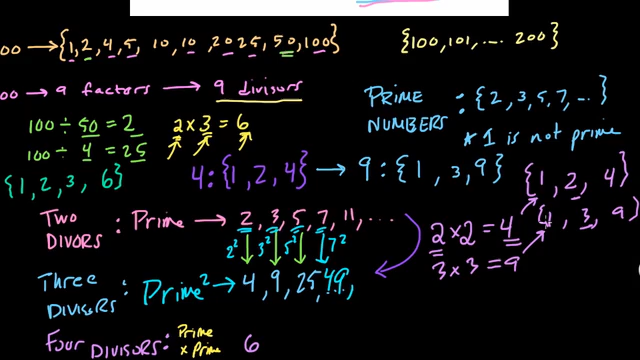 00 → {1, 2, 4, 5, 10, 10, 20 25, 50, 100}
{100, 101, .... 200}
00 → 9 factors → 9 divisors
100 ÷ 50 = 2
2 x 3 = 6
100 ÷ 4 = 25
PRIME NUMBERS : {2, 3, 5, 7, ...}
* 1 is not prime
{1, 2, 3, 6}
4: {1, 2, 4} → 9: {1, 3, 9}
{1, 2, 4}
Two DIVORS : Prime → 2, 3, 5, 7, 11, ...
2 x 2 = 4
{1, 3, 9}
3 x 3 = 9
2² 3² 5² 7²
Three DIVISERS : Prime² → 4, 9, 25, 49,
Four DIVISORS : Prime x Prime 6